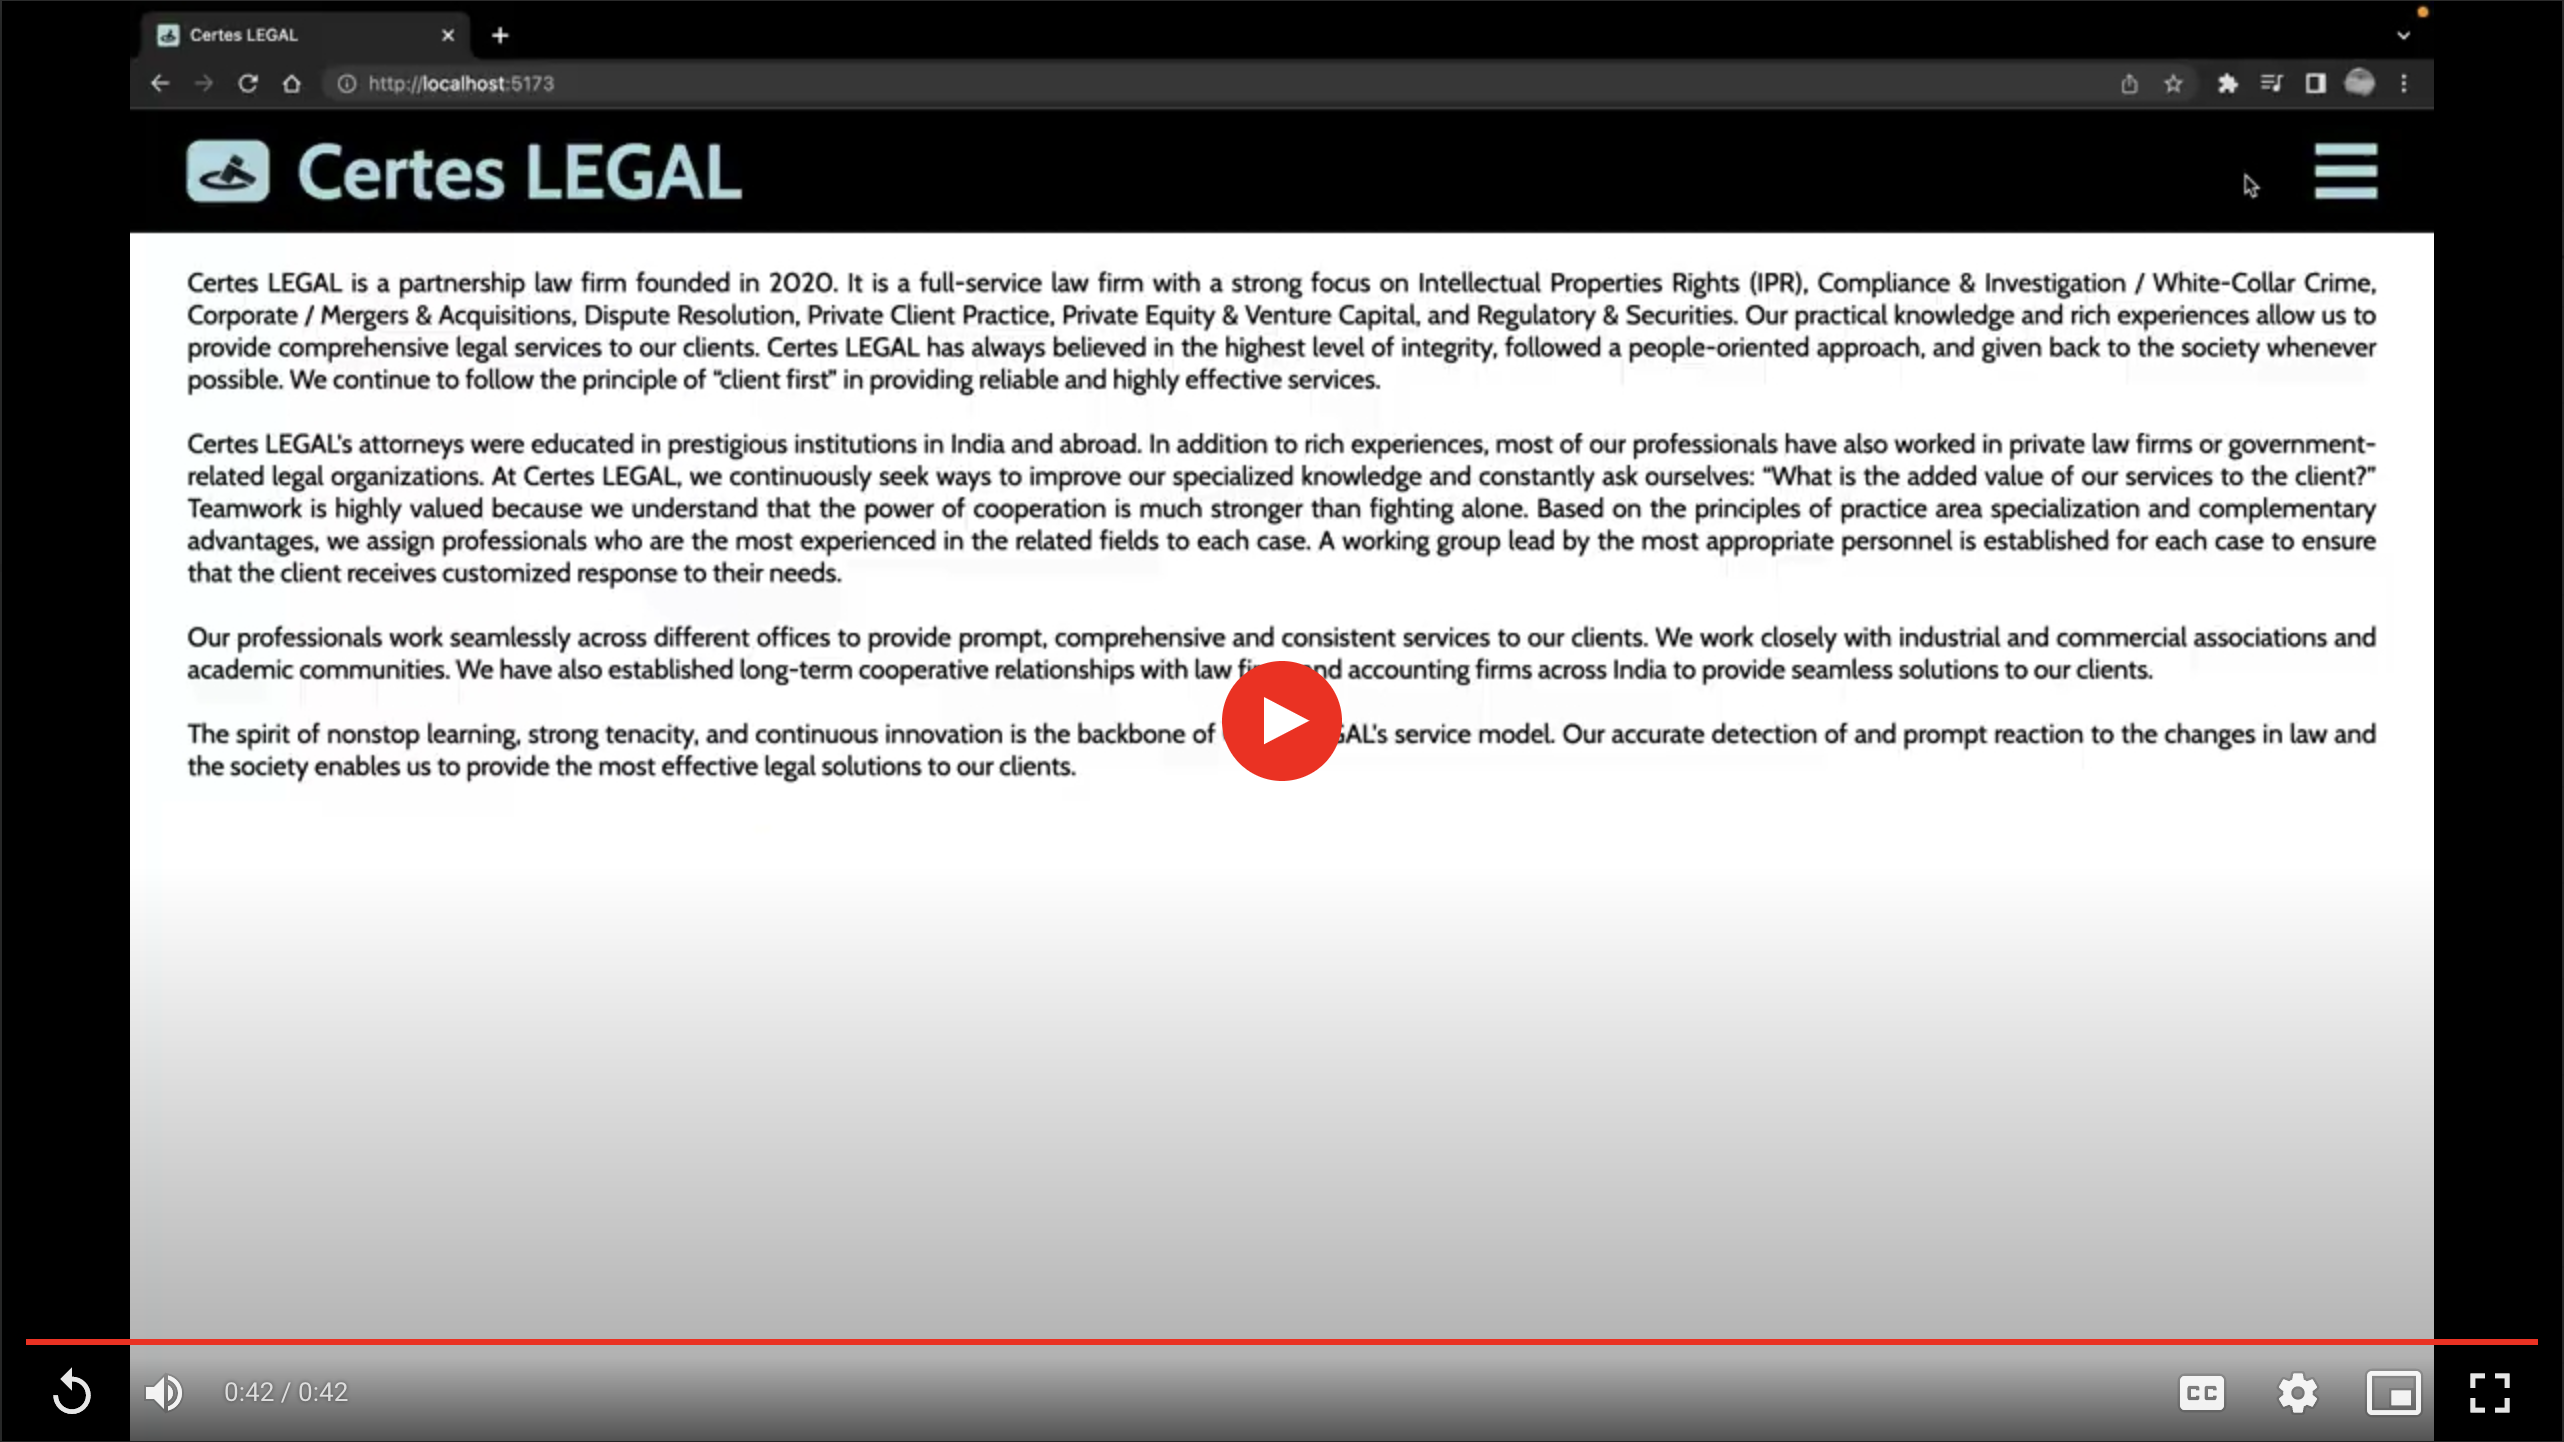 Certes LEGAL
http://localhost:5173
Certes LEGAL
Certes LEGAL is a partnership law firm founded in 2020. It is a full-service law firm with a strong focus on Intellectual Properties Rights (IPR), Compliance & Investigation / White-Collar Crime,
Corporate / Mergers & Acquisitions, Dispute Resolution, Private Client Practice, Private Equity & Venture Capital, and Regulatory & Securities. Our practical knowledge and rich experiences allow us to
provide comprehensive legal services to our clients. Certes LEGAL has always believed in the highest level of integrity, followed a people-oriented approach, and given back to the society whenever
possible. We continue to follow the principle of “client first” in providing reliable and highly effective services.
Certes LEGAL's attorneys were educated in prestigious institutions in India and abroad. In addition to rich experiences, most of our professionals have also worked in private law firms or government-
related legal organizations. At Certes LEGAL, we continuously seek ways to improve our specialized knowledge and constantly ask ourselves: “What is the added value of our services to the client?”
Teamwork is highly valued because we understand that the power of cooperation is much stronger than fighting alone. Based on the principles of practice area specialization and complementary
advantages, we assign professionals who are the most experienced in the related fields to each case. A working group lead by the most appropriate personnel is established for each case to ensure
that the client receives customized response to their needs.
Our professionals work seamlessly across different offices to provide prompt, comprehensive and consistent services to our clients. We work closely with industrial and commercial associations and
academic communities. We have also established long-term cooperative relationships with law accounting firms across India to provide seamless solutions to our clients.
The spirit of nonstop learning, strong tenacity, and continuous innovation is the backbone of service model. Our accurate detection of and prompt reaction to the changes in law and
the society enables us to provide the most effective legal solutions to our clients.
0:42 / 0:42
CC